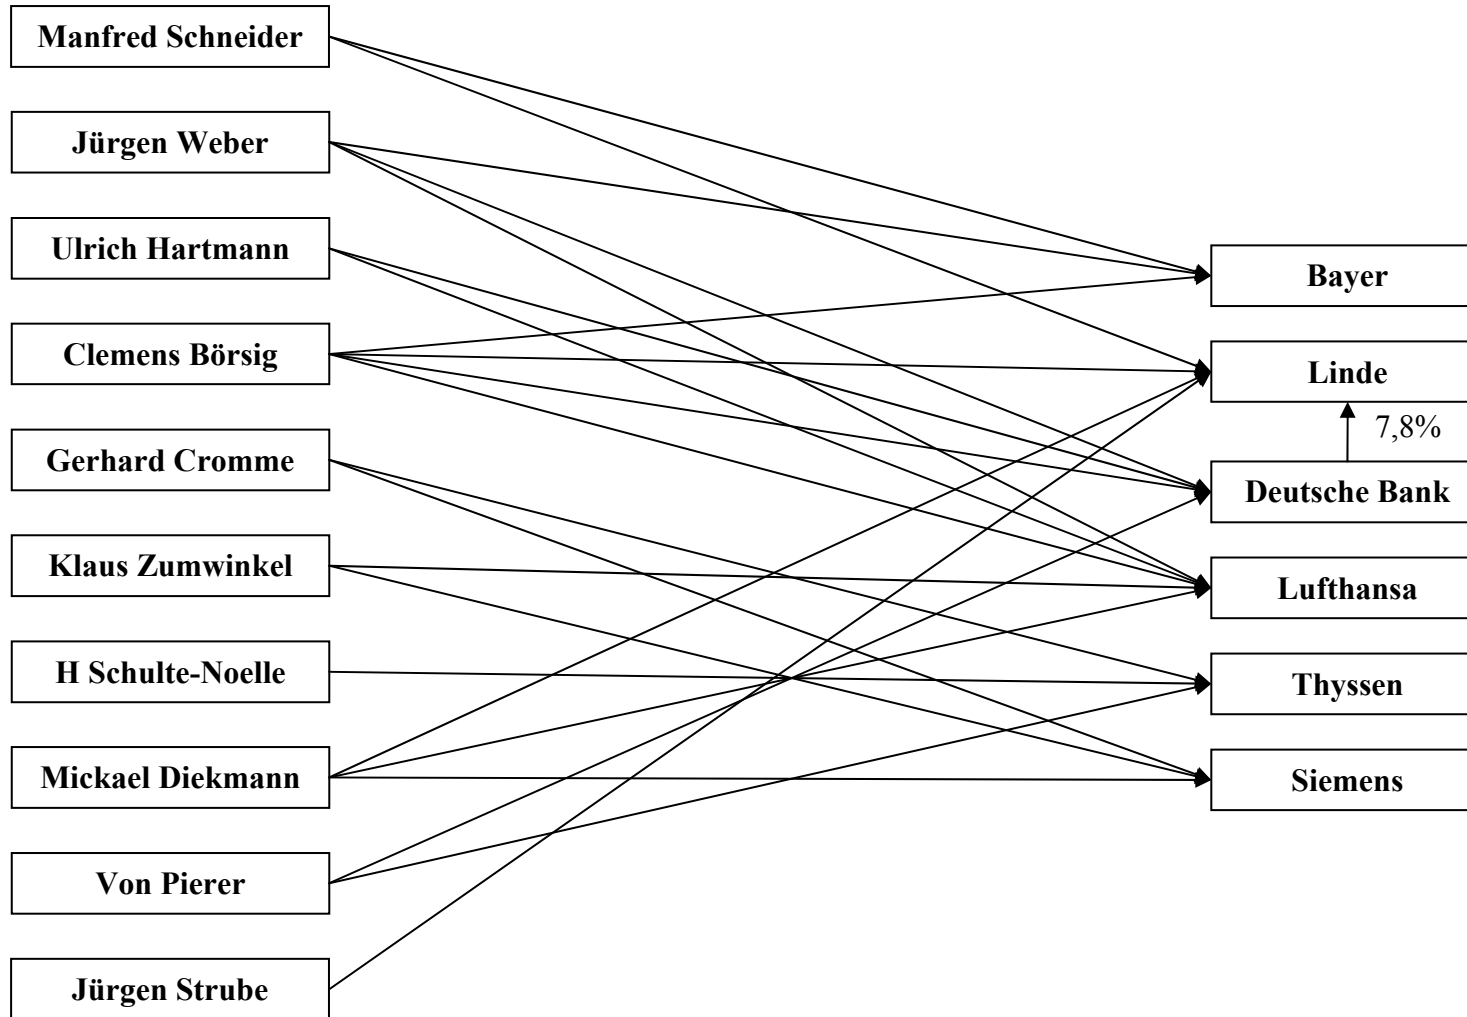 Manfred Schneider
Jürgen Weber
Ulrich Hartmann
Clemens Börsig
Gerhard Cromme
Klaus Zumwinkel
H Schulte-Noelle
Mickael Diekmann
Von Pierer
Jürgen Strube
Bayer
Linde
7,8%
Deutsche Bank
Lufthansa
Thyssen
Siemens